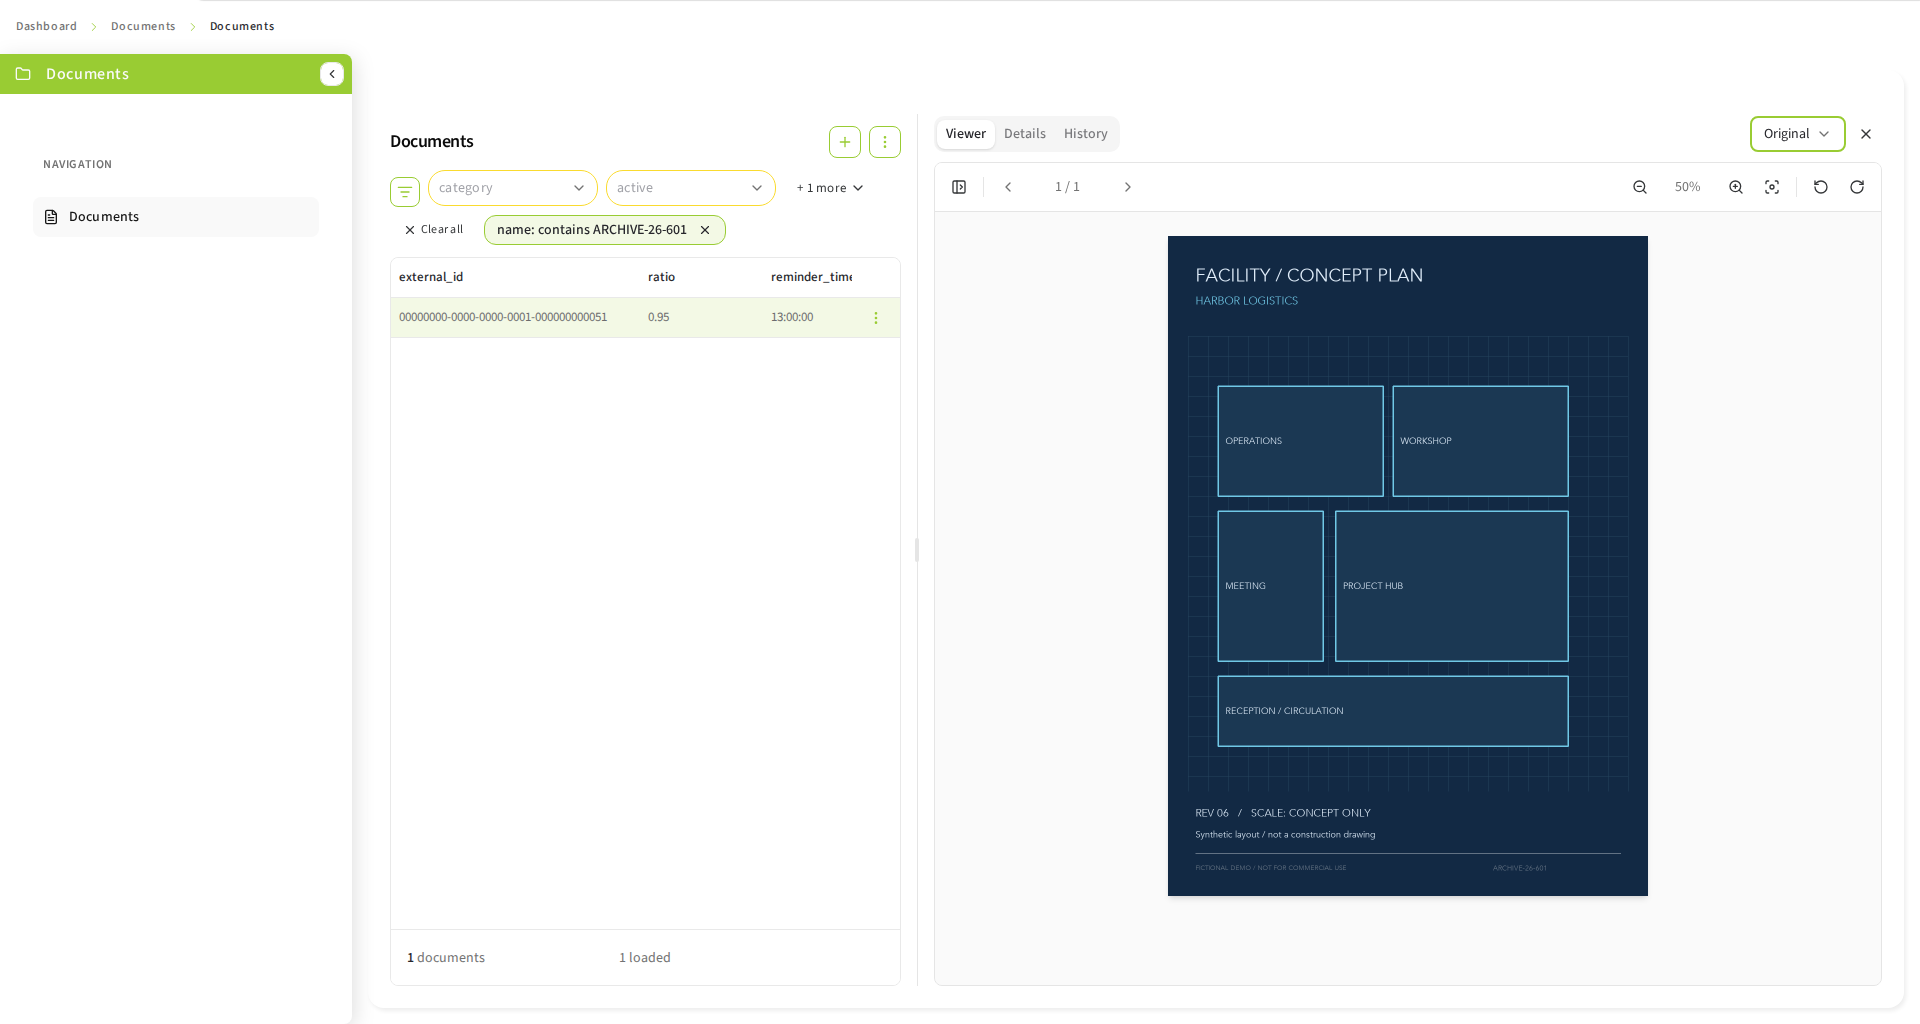 Dashboard Documents Documents
Documents
NAVIGATION
Documents
Documents
category active + 1 more
Clear all name: contains ARCHIVE-26-601
external_id ratio reminder_time
00000000-0000-0000-0001-000000000051 0.95 13:00:00
1 documents 1 loaded
Viewer Details History Original
1 / 1 50%
FACILITY / CONCEPT PLAN
HARBOR LOGISTICS
OPERATIONS WORKSHOP
MEETING PROJECT HUB
RECEPTION / CIRCULATION
REV 06 / SCALE: CONCEPT ONLY
Synthetic layout / not a construction drawing
FICTIONAL DEMO / NOT FOR COMMERCIAL USE ARCHIVE-26-601